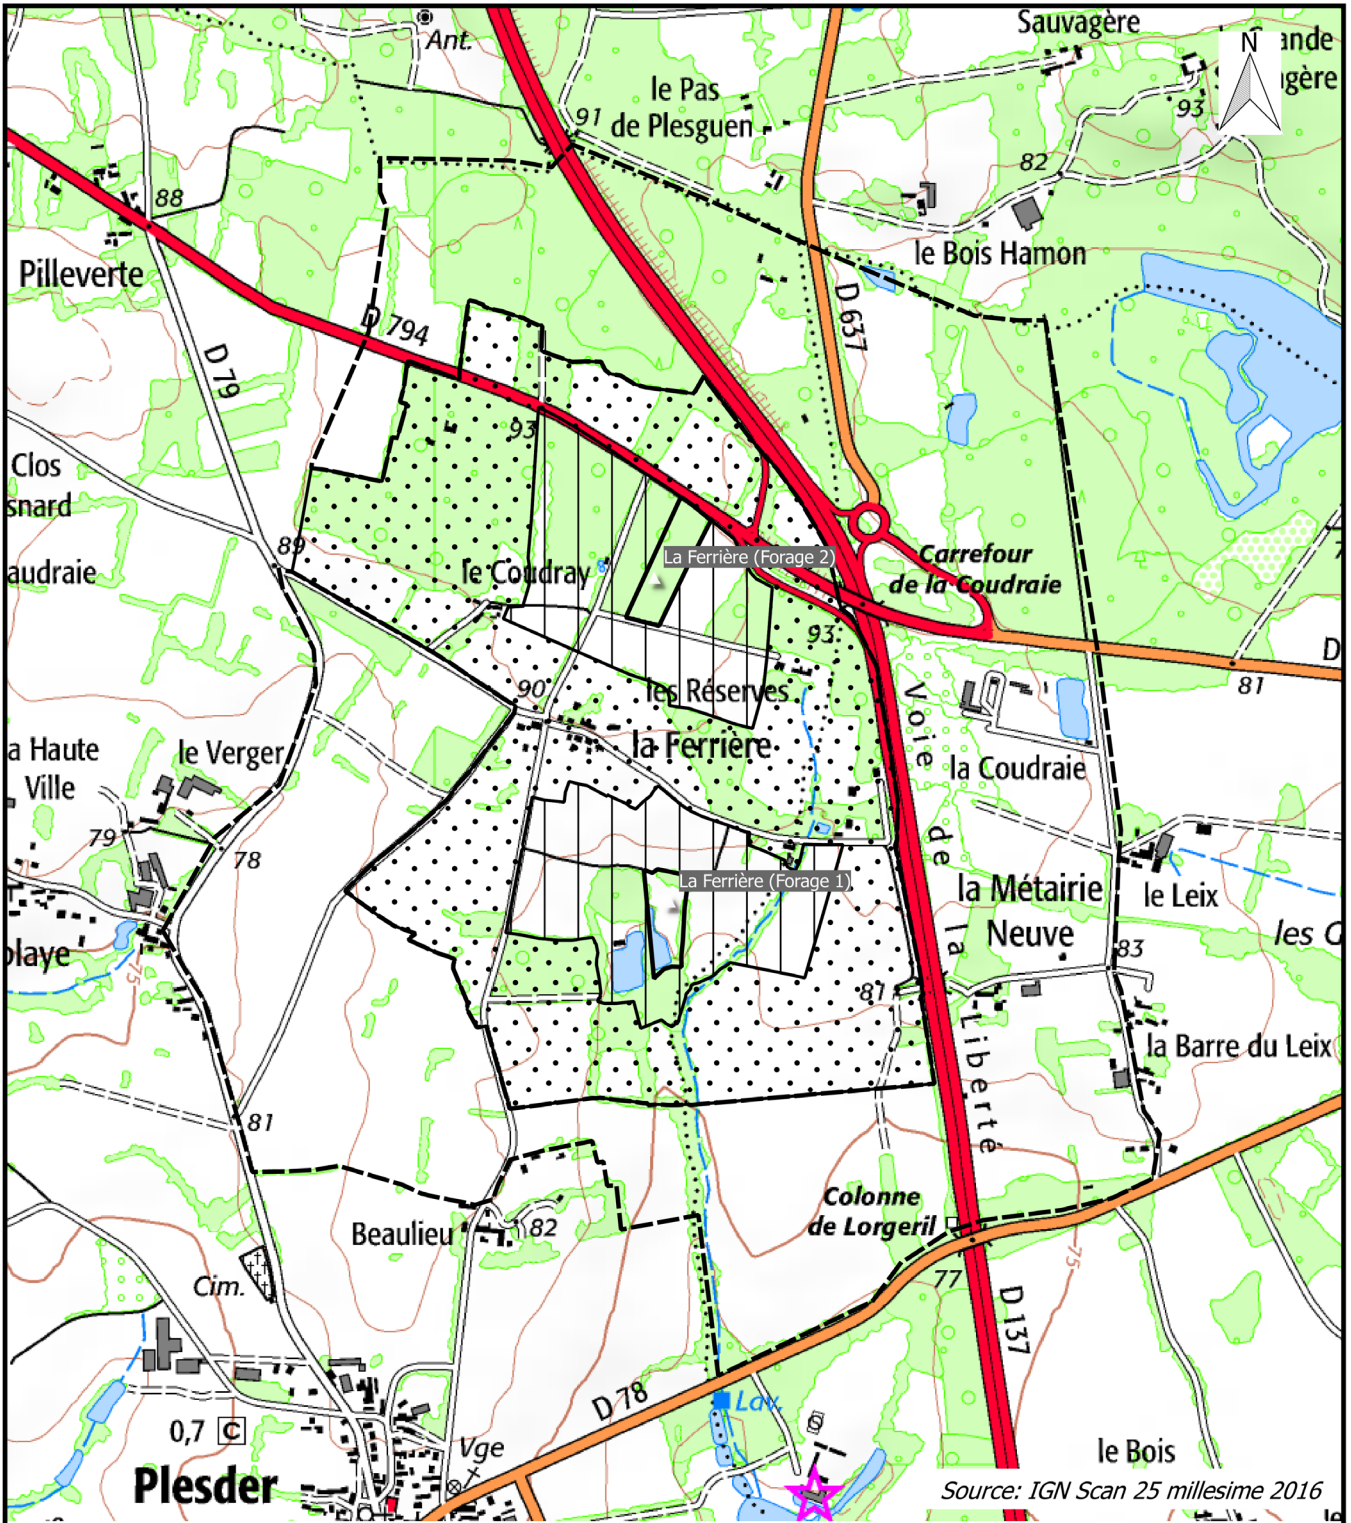 Sauvagère
Ant.
N
ande
gère
le Pas
de Plesguen
91
93
82
88
le Bois Hamon
Pilleverte
D 794
D 637
D 79
93
Clos
snard
89
audraie
le Coudray
La Ferrière (Forage 2)
Carrefour
de la Coudraie
93
D
81
90
les Réserves
la Ferrière
Voie de la Liberté
a Haute
Ville
le Verger
la Coudraie
79
78
La Ferrière (Forage 1)
la Métairie
Neuve
le Leix
les G
olaye
75
83
81
la Barre du Leix
81
Colonne
de Lorgeril
Beaulieu
82
Cim.
77
75
D 137
D 78
Lav.
0,7 C
Vge
le Bois
Plesder
Source: IGN Scan 25 millesime 2016